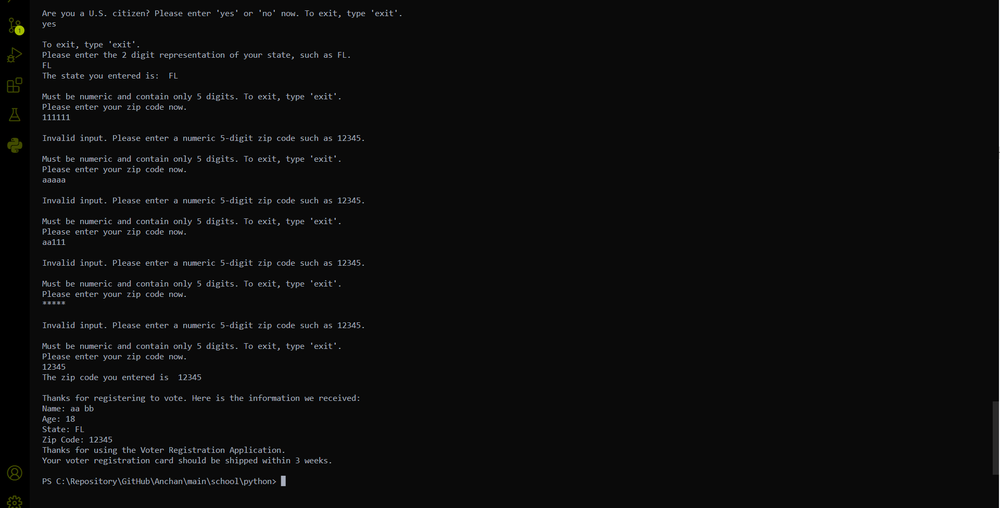 Are you a U.S. citizen? Please enter 'yes' or 'no' now. To exit, type 'exit'.
yes
To exit, type 'exit'.
Please enter the 2 digit representation of your state, such as FL.
FL
The state you entered is:  FL
Must be numeric and contain only 5 digits. To exit, type 'exit'.
Please enter your zip code now.
111111
Invalid input. Please enter a numeric 5-digit zip code such as 12345.
Must be numeric and contain only 5 digits. To exit, type 'exit'.
Please enter your zip code now.
aaaaa
Invalid input. Please enter a numeric 5-digit zip code such as 12345.
Must be numeric and contain only 5 digits. To exit, type 'exit'.
Please enter your zip code now.
aa111
Invalid input. Please enter a numeric 5-digit zip code such as 12345.
Must be numeric and contain only 5 digits. To exit, type 'exit'.
Please enter your zip code now.
*****
Invalid input. Please enter a numeric 5-digit zip code such as 12345.
Must be numeric and contain only 5 digits. To exit, type 'exit'.
Please enter your zip code now.
12345
The zip code you entered is  12345
Thanks for registering to vote. Here is the information we received:
Name: aa bb
Age: 18
State: FL
Zip Code: 12345
Thanks for using the Voter Registration Application.
Your voter registration card should be shipped within 3 weeks.
PS C:\Repository\GitHub\Anchan\main\school\python>
1